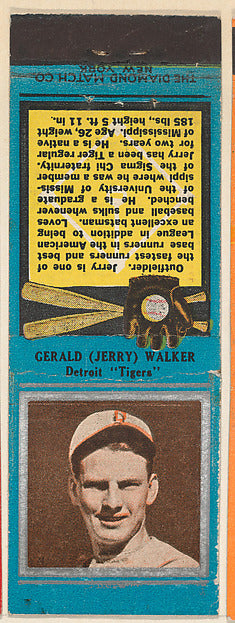 THE DIAMOND MATCH CO.
NEW YORK
Outfielder. Jerry is one of
the fastest runners and best
base runners in the American
League in addition to being
an excellent batsman. Loves
baseball and sulks whenever
benched. He is a graduate
of the University of Missis-
sippi where he was a member
of the Sigma Chi fraternity.
Jerry has been a Tiger regular
for two years. He is a native
of Mississippi. Age 26, weight
185 lbs., height 5 ft. 11 in.
GERALD (JERRY) WALKER
Detroit "Tigers"
D